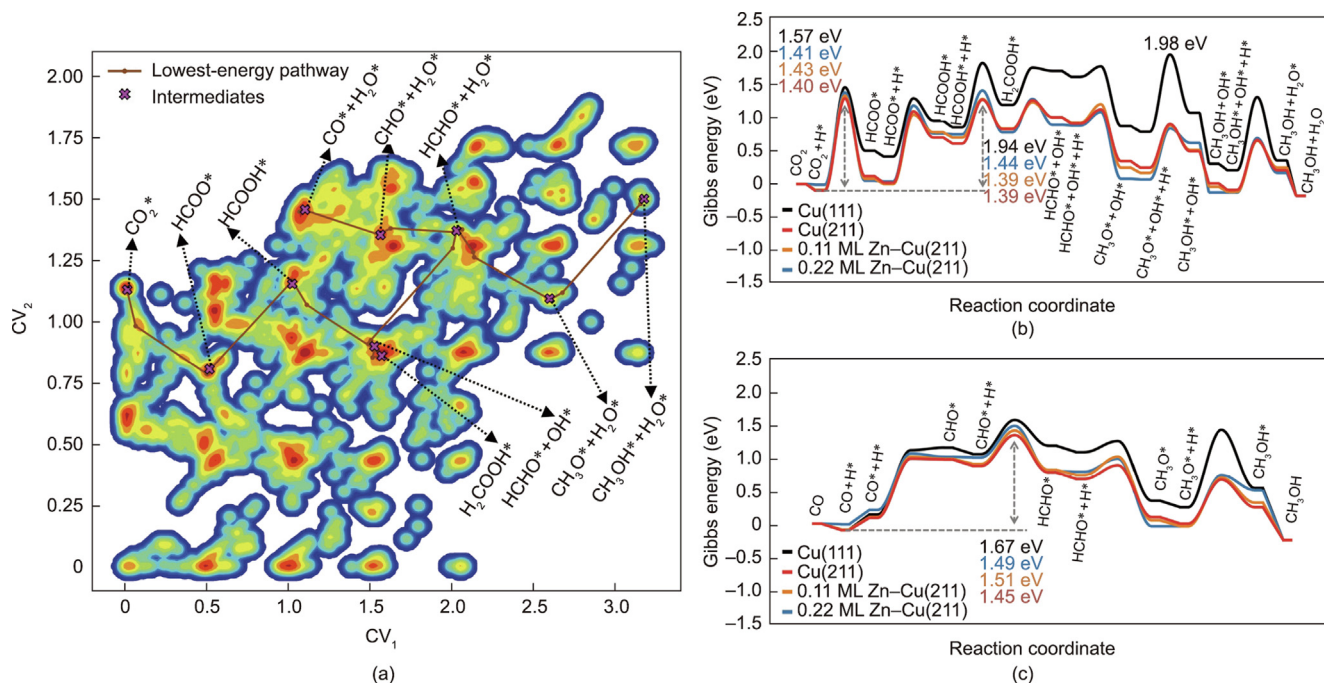 2.00
1.75
1.50
1.25
1.00
0.75
0.50
0.25
0
CV2
Lowest-energy pathway
Intermediates
CO2*
HCOO*
HCOOH*
CO*+H2O*
CHO*+H2O*
HCHO*+H2O*
H2COOH*
HCHO*+OH*
CH3O*+H2O*
CH3OH*+H2O*
0 0.5 1.0 1.5 2.0 2.5 3.0
CV1
(a)
2.5
2.0
1.5
1.0
0.5
0
−0.5
−1.0
−1.5
Gibbs energy (eV)
1.57 eV
1.41 eV
1.43 eV
1.40 eV
CO2
CO2+H*
HCOO*
HCOO*+H*
HCOOH*
HCOOH*+H*
H2COOH*
1.94 eV
1.44 eV
1.39 eV
1.39 eV
HCHO*+OH*
HCHO*+OH*+H*
CH3O*+OH*
CH3O*+OH*+H*
CH3OH*+OH*
1.98 eV
CH3OH+OH*
CH3OH*+OH*+H*
CH3OH+H2O*
CH3OH+H2O
Cu(111)
Cu(211)
0.11 ML Zn–Cu(211)
0.22 ML Zn–Cu(211)
Reaction coordinate
(b)
2.5
2.0
1.5
1.0
0.5
0
−0.5
−1.0
−1.5
Gibbs energy (eV)
CO
CO+H*
CO*+H*
CHO*
CHO*+H*
HCHO*
HCHO*+H*
CH3O*
CH3O*+H*
CH3OH*
CH3OH
1.67 eV
1.49 eV
1.51 eV
1.45 eV
Cu(111)
Cu(211)
0.11 ML Zn–Cu(211)
0.22 ML Zn–Cu(211)
Reaction coordinate
(c)